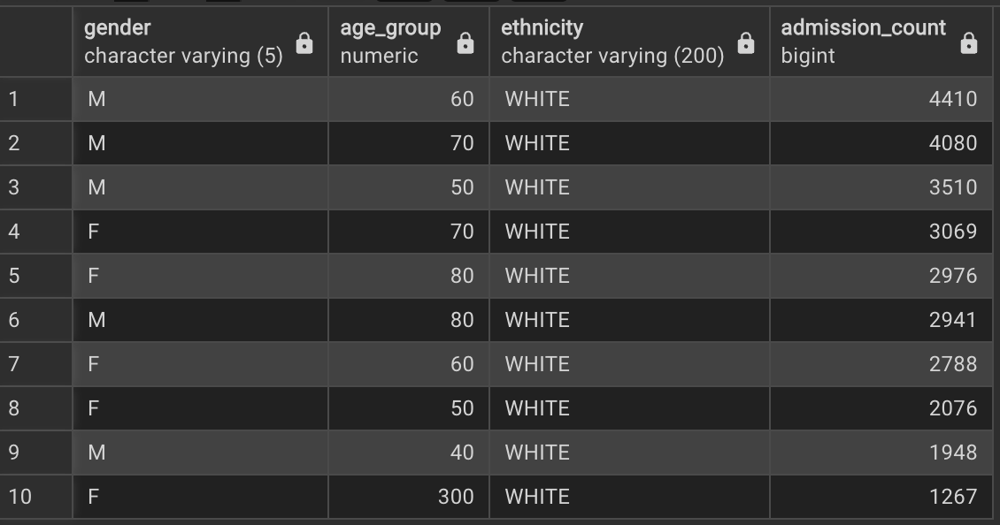 gender age_group ethnicity admission_count
character varying (5) numeric character varying (200) bigint
1 M 60 WHITE 4410
2 M 70 WHITE 4080
3 M 50 WHITE 3510
4 F 70 WHITE 3069
5 F 80 WHITE 2976
6 M 80 WHITE 2941
7 F 60 WHITE 2788
8 F 50 WHITE 2076
9 M 40 WHITE 1948
10 F 300 WHITE 1267